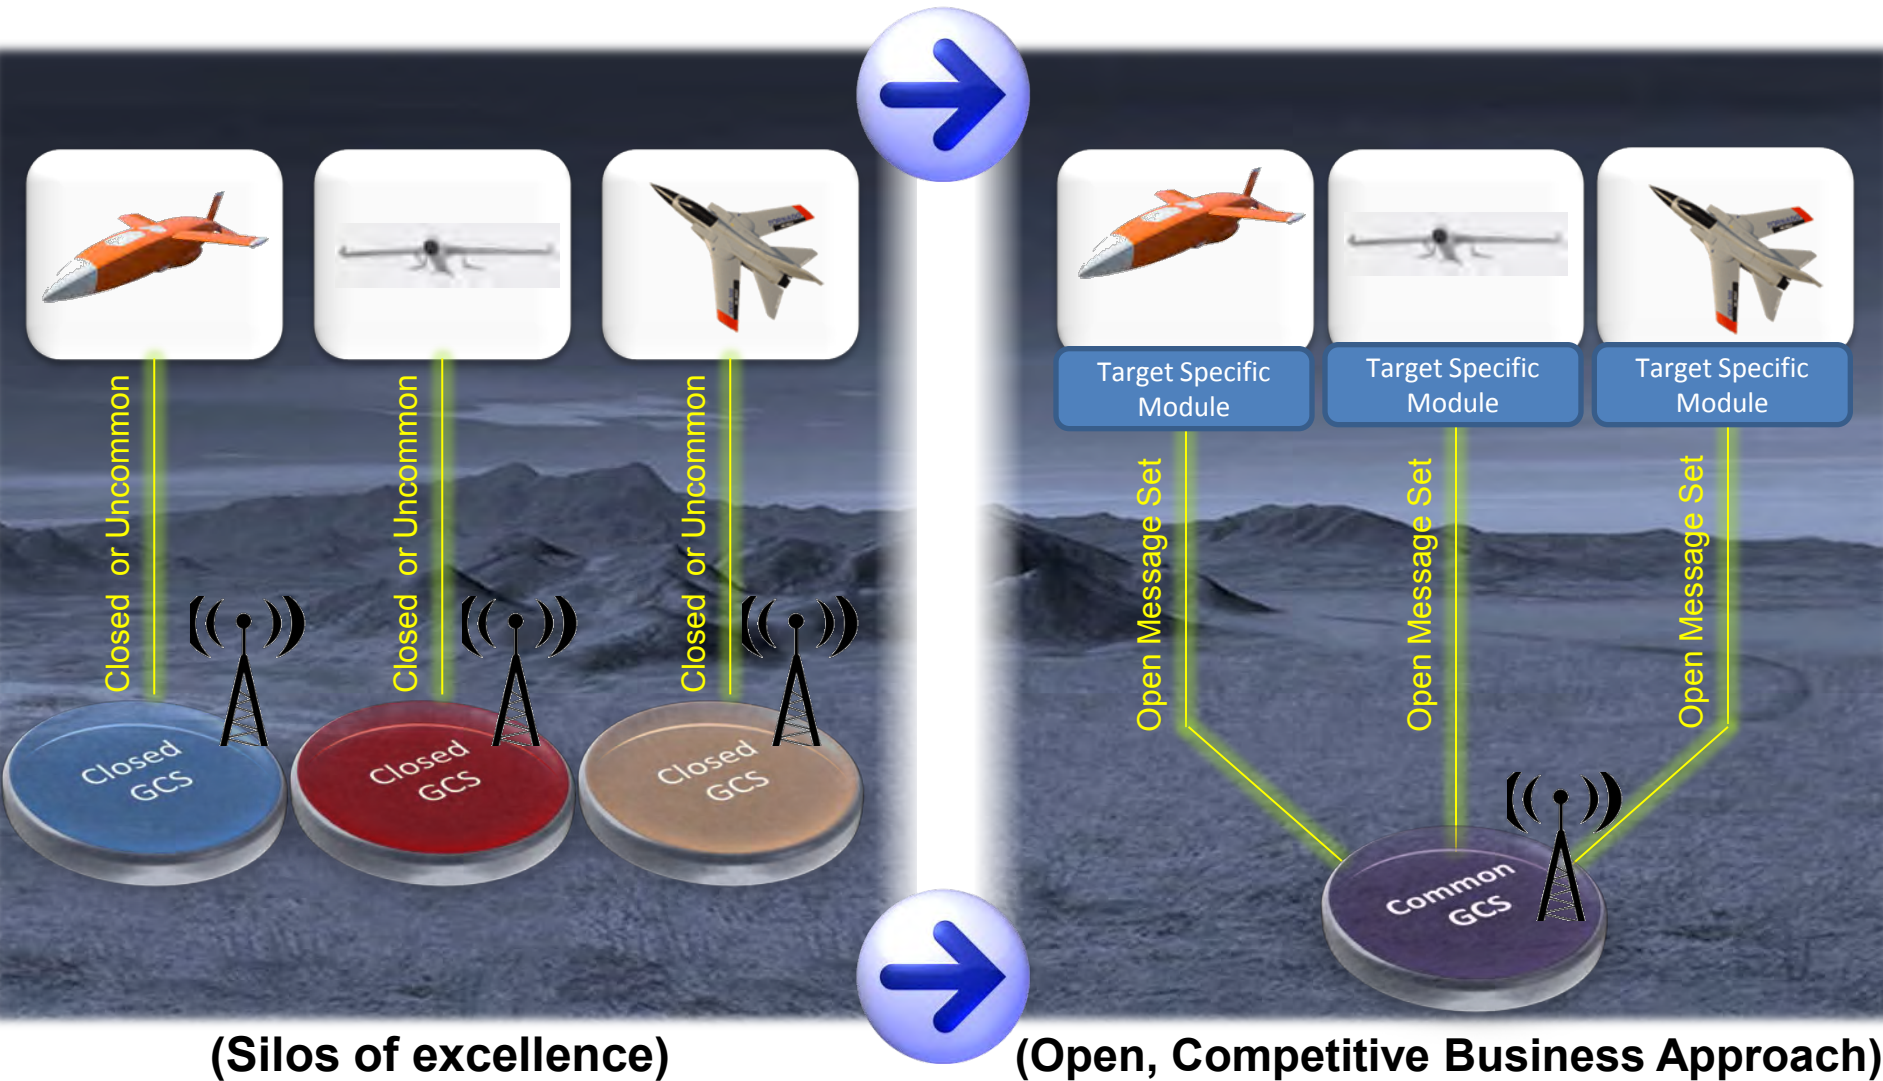 Closed or Uncommon
Closed or Uncommon
Closed or Uncommon
Closed
GCS
Closed
GCS
Closed
GCS
(Silos of excellence)
Target Specific
Module
Target Specific
Module
Target Specific
Module
Open Message Set
Open Message Set
Open Message Set
Common
GCS
(Open, Competitive Business Approach)